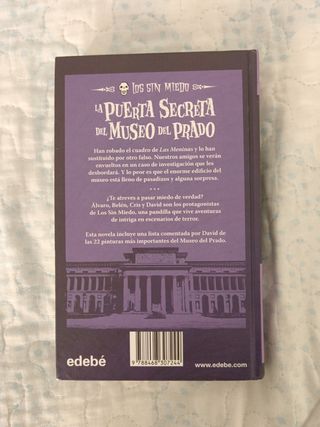 LOS SIN MIEDO
LA PUERTA SECRETA
DEL MUSEO DEL PRADO
Han robado el cuadro de Las Meninas y lo han
sustituido por otro falso. Nuestros amigos se verán
envueltos en un caso de investigación que les
desbordará. Y lo peor es que el enorme edificio del
museo está lleno de pasadizos y alguna sorpresa.
• • •
¿Te atreves a pasar miedo de verdad?
Álvaro, Belén, Cris y David son los protagonistas
de Los Sin Miedo, una pandilla que vive aventuras
de intriga en escenarios de terror.
Esta novela incluye una lista comentada por David de
las 22 pinturas más importantes del Museo del Prado.
edebé
9 788468 307244
www.edebe.com